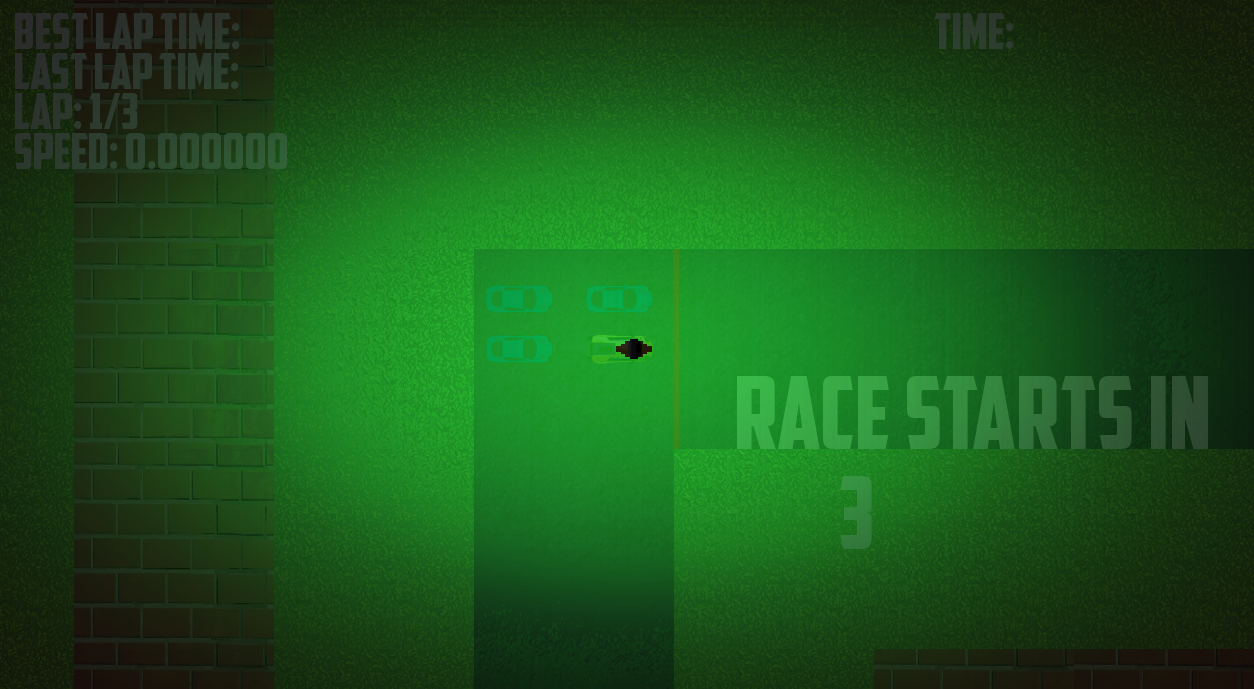 BEST LAP TIME:
LAST LAP TIME:
LAP: 1/3
SPEED: 0.000000
TIME:
RACE STARTS IN
3